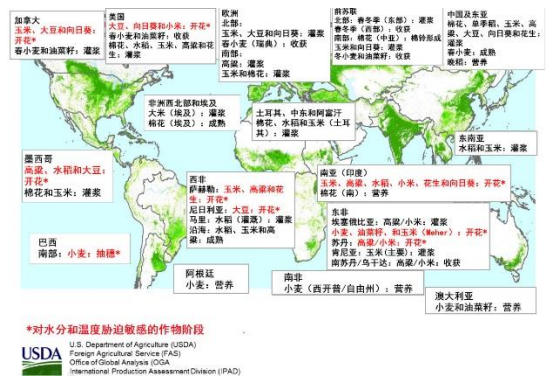 加拿大
玉米、大豆和向日葵：
开花*
春小麦和油菜籽：灌浆
美国
大豆、向日葵和小米：开花*
春小麦和油菜籽：收获
棉花、水稻、玉米、高粱和花
生：灌浆
欧洲
北部：
玉米、大豆和向日葵：灌浆
春小麦（瑞典）：收获
南部：
高粱：灌浆
玉米和棉花：灌浆
前苏联
北部：春冬季（东部）：灌浆
春冬季（西部）：收获
南部：棉花（中亚）：棉铃形成
玉米和向日葵：灌浆
冬小麦和油菜籽：收获
中国及东亚
棉花、单季稻、玉米、高
粱、大豆、向日葵和花生：
灌浆
春小麦：成熟
晚稻：营养
非洲西北部和埃及
大米（埃及）：灌浆
棉花（埃及）：成熟
土耳其、中东和阿富汗
棉花、水稻和玉米（土耳
其）：灌浆
东南亚
水稻和玉米：灌浆
墨西哥
高粱、水稻和大豆：
开花*
棉花和玉米：灌浆
西非
萨赫勒：玉米、高粱和花
生：开花*
尼日利亚：大豆：开花*
马里：水稻（灌溉）：灌浆
沿海：水稻、玉米和高
粱：成熟
南亚（印度）
玉米、高粱、水稻、小米、花生和向日葵：开花*
棉花（南）：营养
东非
埃塞俄比亚：高粱/小米：灌浆
小麦、油菜籽、和玉米（Meher）：开花*
苏丹：高粱/小米：开花*
肯尼亚：玉米（主要）：灌浆
南苏丹/乌干达：高粱/小米：收获
巴西
南部：小麦：抽穗*
阿根廷
小麦：营养
南非
小麦（西开普/自由州）：营养
澳大利亚
小麦和油菜籽：营养
*对水分和温度胁迫敏感的作物阶段
USDA
U.S. Department of Agriculture (USDA)
Foreign Agricultural Service (FAS)
Office of Global Analysis (OGA
International Production Assessment Division (IPAD)